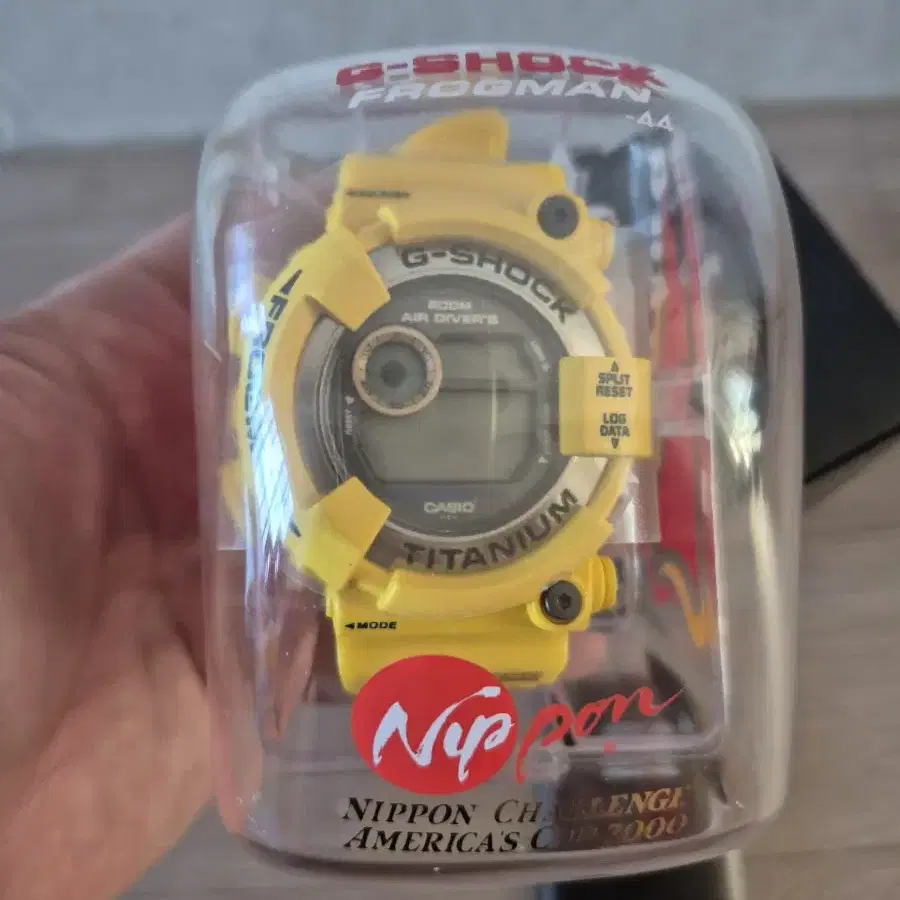 G-SHOCK
FROGMAN
-44
G-SHOCK
200M
AIR DIVER'S
SPLIT
RESET
LOG
DATA
CASIO
TITANIUM
MODE
Nippon
NIPPON CHALLENGE
AMERICA'S CUP 2000